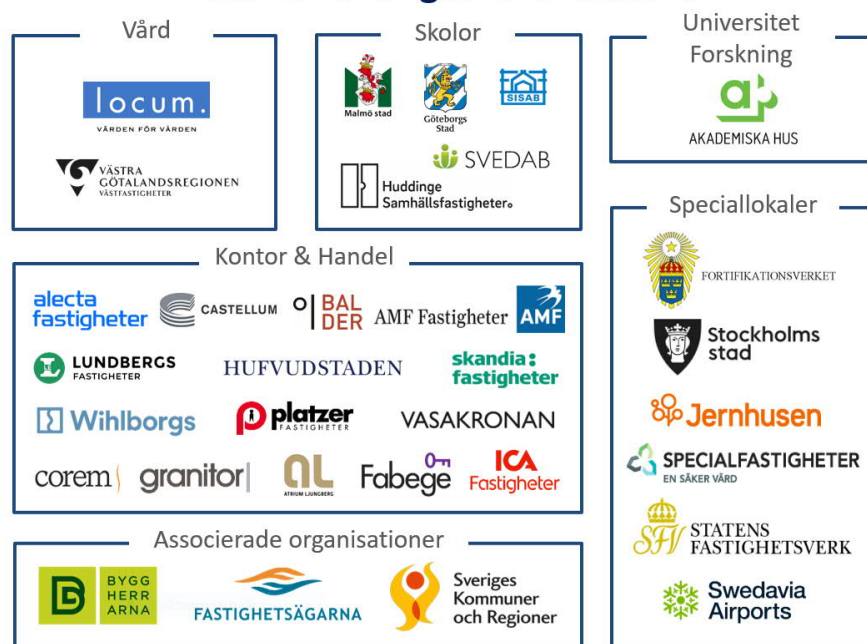 Vård
locum.
VÅRDEN FÖR VÅRDEN
VÄSTRA
GÖTALANDSREGIONEN
VÄSTFASTIGHETER
Skolor
Malmö stad
Göteborgs
Stad
SISAB
SVEDAB
Huddinge
Samhällsfastigheter
Universitet
Forskning
AKADEMISKA HUS
Kontor & Handel
alecta
fastigheter
CASTELLUM
BAL
DER
AMF Fastigheter
AMF
LUNDBERGS
FASTIGHETER
HUFVUDSTADEN
skandia:
fastigheter
Wihlborgs
platzer
FASTIGHETER
VASAKRONAN
corem
granitor
AL
ATRIUM LJUNGBERG
Fabege
ICA
Fastigheter
Speciallokaler
FORTIFIKATIONSVERKET
Stockholms
stad
Jernhusen
SPECIALFASTIGHETER
EN SÄKER VÄRD
SFV
STATENS
FASTIGHETSVERK
Swedavia
Airports
Associerade organisationer
BYGG
HERR
ARNA
FASTIGHETSÄGARNA
Sveriges
Kommuner
och Regioner